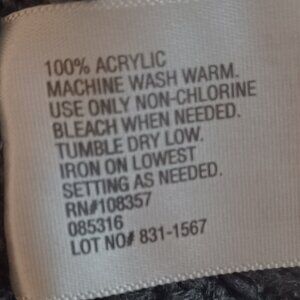 100% ACRYLIC
MACHINE WASH WARM.
USE ONLY NON-CHLORINE
BLEACH WHEN NEEDED.
TUMBLE DRY LOW.
IRON ON LOWEST
SETTING AS NEEDED.
RN#108357
085316
LOT NO# 831-1567